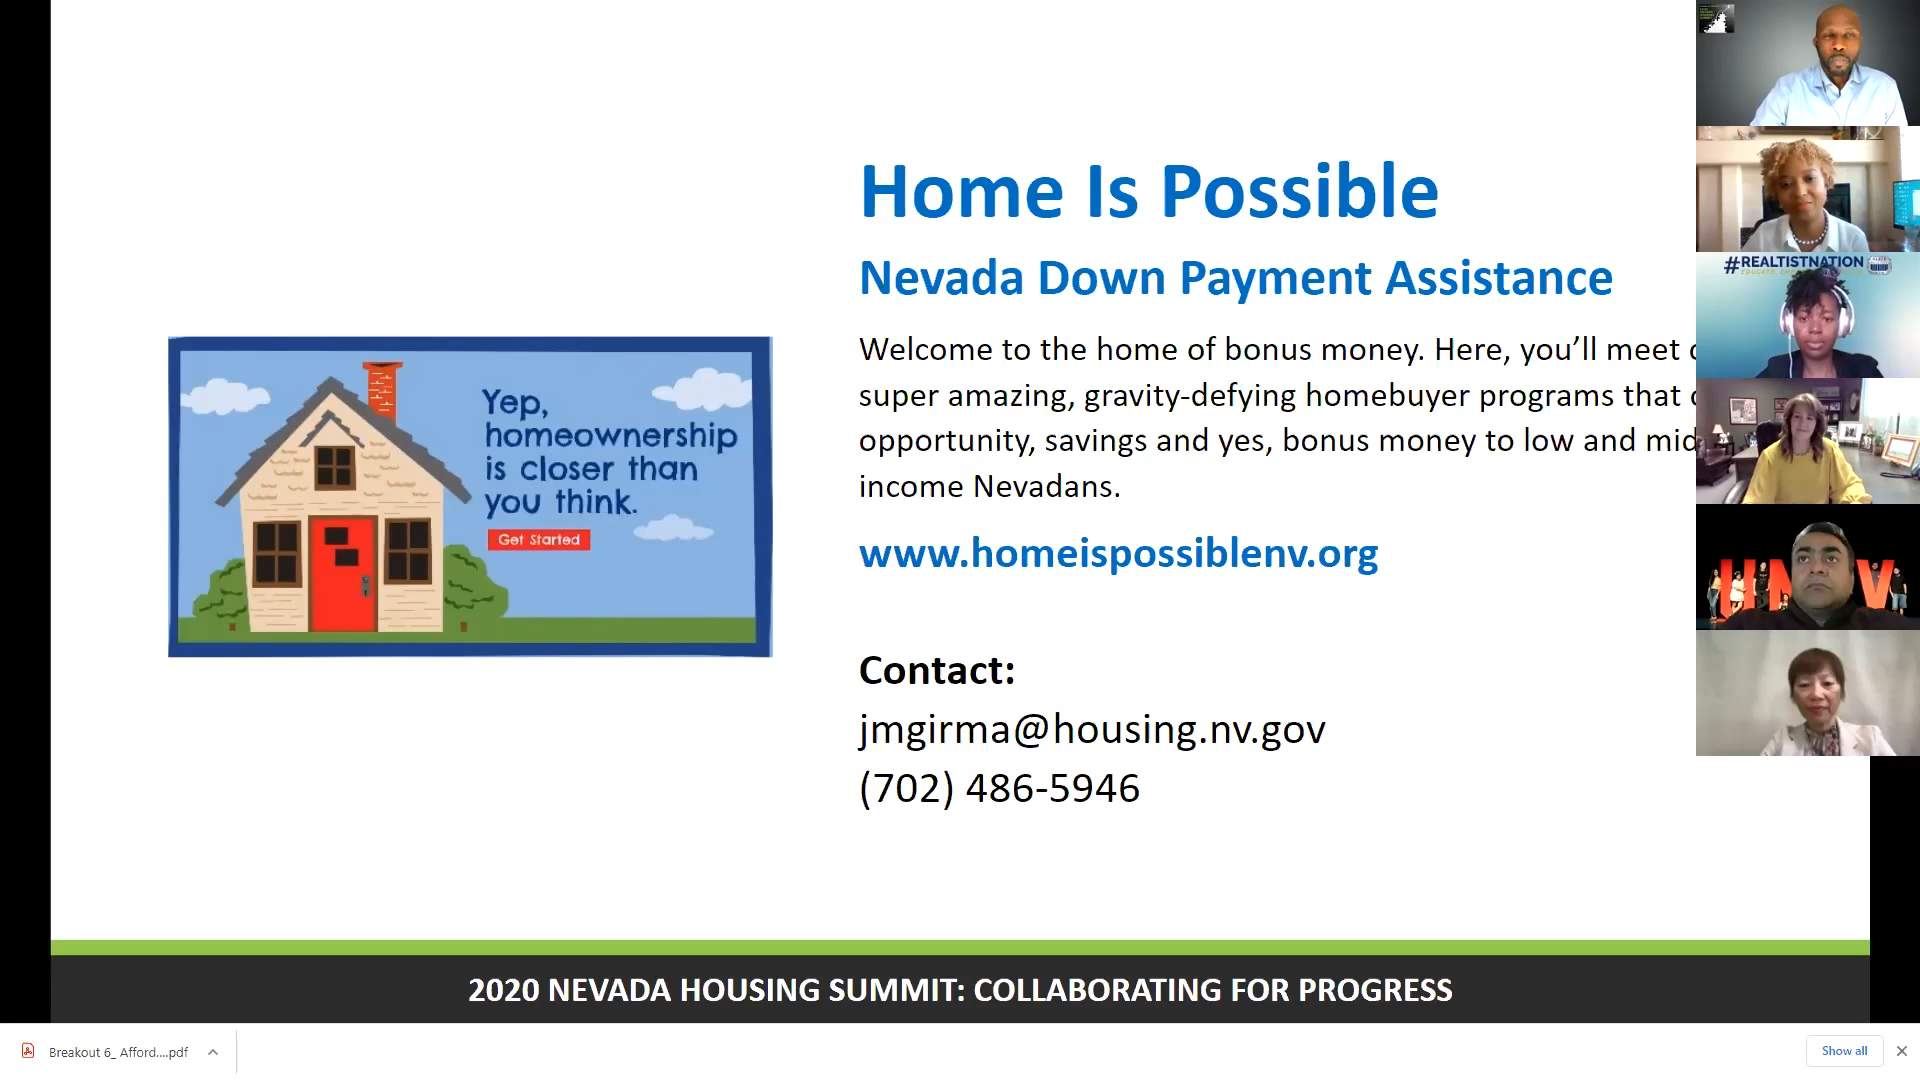 Home Is Possible
Nevada Down Payment Assistance
Welcome to the home of bonus money. Here, you’ll meet
super amazing, gravity-defying homebuyer programs that
opportunity, savings and yes, bonus money to low and
income Nevadans.
www.homeispossiblenv.org
Contact:
jmgirma@housing.nv.gov
(702) 486-5946
Yep,
homeownership
is closer than
you think.
Get Started
#REALTISTNATION
2020 NEVADA HOUSING SUMMIT: COLLABORATING FOR PROGRESS
Breakout 6_ Afford....pdf
Show all